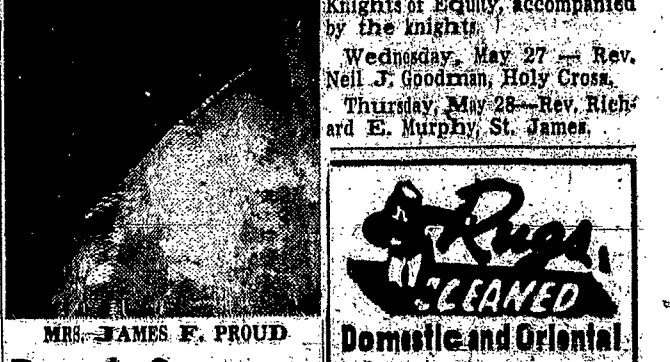 MRS. JAMES F. PROUD
Knights of Equity, accompanied
by the knights.
Wednesday, May 27 — Rev.
Neil J. Goodman, Holy Cross.
Thursday, May 28—Rev. Rich-
ard E. Murphy, St. James.
Rugs
CLEANED
Domestic and Oriental